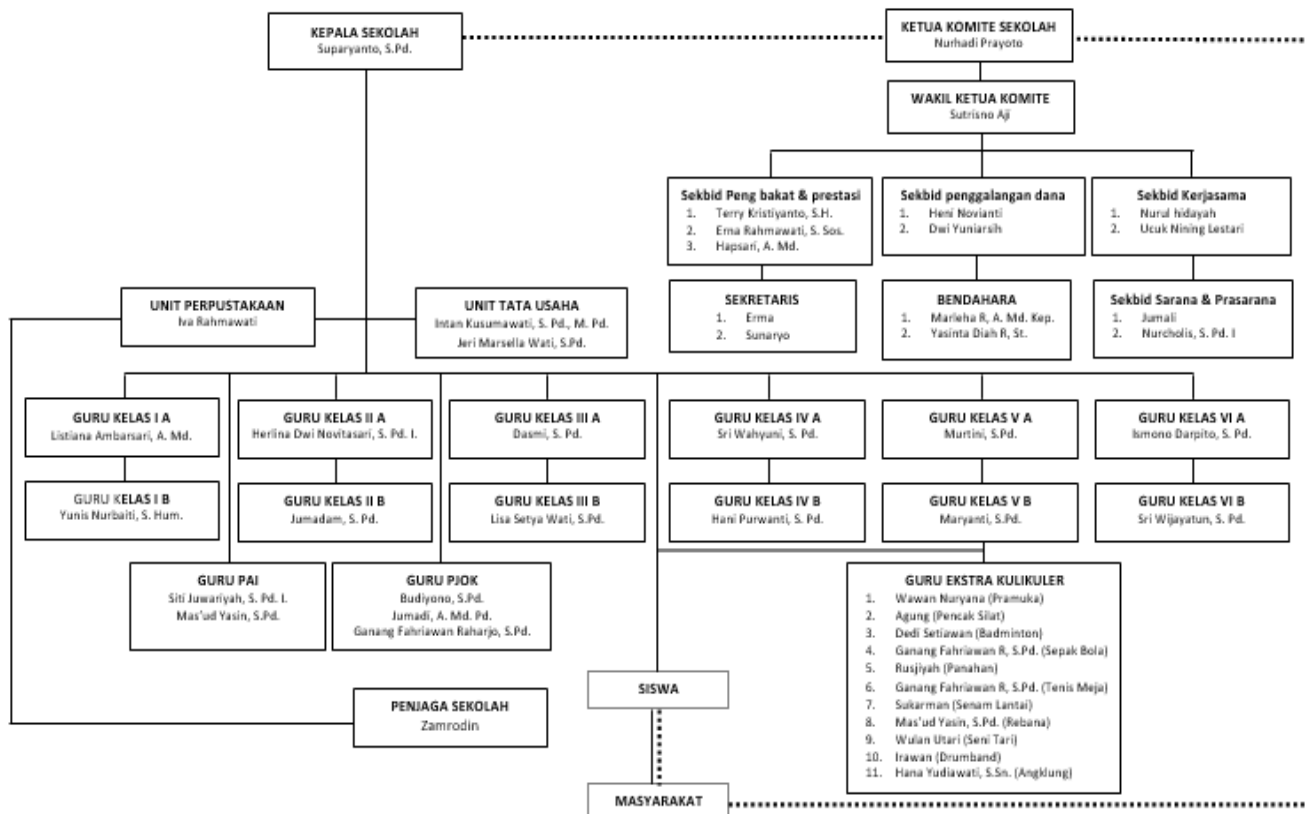 KEPALA SEKOLAH
Suparyanto, S.Pd.
KETUA KOMITE SEKOLAH
Nurhadi Prayoto
WAKIL KETUA KOMITE
Sutrisno Aji
Sekbid Peng bakat & prestasi
1. Terry Kristiyanto, S.H.
2. Erna Rahmawati, S. Sos.
3. Hapsari, A. Md.
Sekbid penggalangan dana
1. Heni Novianti
2. Dwi Yuniarsih
Sekbid Kerjasama
1. Nurul hidayah
2. Ucuk Nining Lestari
UNIT PERPUSTAKAAN
Iva Rahmawati
UNIT TATA USAHA
Intan Kusumawati, S. Pd., M. Pd.
Jeri Marsella Wati, S.Pd.
SEKRETARIS
1. Erma
2. Sunaryo
BENDAHARA
1. Marleha R, A. Md. Kep.
2. Yasinta Diah R, St.
Sekbid Sarana & Prasarana
1. Jumali
2. Nurcholis, S. Pd. I
GURU KELAS I A
Listiana Ambarsari, A. Md.
GURU KELAS II A
Herlina Dwi Novitasari, S. Pd. I.
GURU KELAS III A
Dasmi, S. Pd.
GURU KELAS IV A
Sri Wahyuni, S. Pd.
GURU KELAS V A
Murtini, S.Pd.
GURU KELAS VI A
Ismono Darpito, S. Pd.
GURU KELAS I B
Yunis Nurbaiti, S. Hum.
GURU KELAS II B
Jumadam, S. Pd.
GURU KELAS III B
Lisa Setya Wati, S.Pd.
GURU KELAS IV B
Hani Purwanti, S. Pd.
GURU KELAS V B
Maryanti, S.Pd.
GURU KELAS VI B
Sri Wijayatun, S. Pd.
GURU PAI
Siti Juwariyah, S. Pd. I.
Mas'ud Yasin, S.Pd.
GURU PJOK
Budiyono, S.Pd.
Jumadi, A. Md. Pd.
Ganang Fahriawan Raharjo, S.Pd.
GURU EKSTRA KULIKULER
1. Wawan Nuryana (Pramuka)
2. Agung (Pencak Silat)
3. Dedi Setiawan (Badminton)
4. Ganang Fahriawan R, S.Pd. (Sepak Bola)
5. Rusjiyah (Panahan)
6. Ganang Fahriawan R, S.Pd. (Tenis Meja)
7. Sukarman (Senam Lantai)
8. Mas'ud Yasin, S.Pd. (Rebana)
9. Wulan Utari (Seni Tari)
10. Irawan (Drumband)
11. Hana Yudiawati, S.Sn. (Angklung)
SISWA
PENJAGA SEKOLAH
Zamrodin
MASYARAKAT